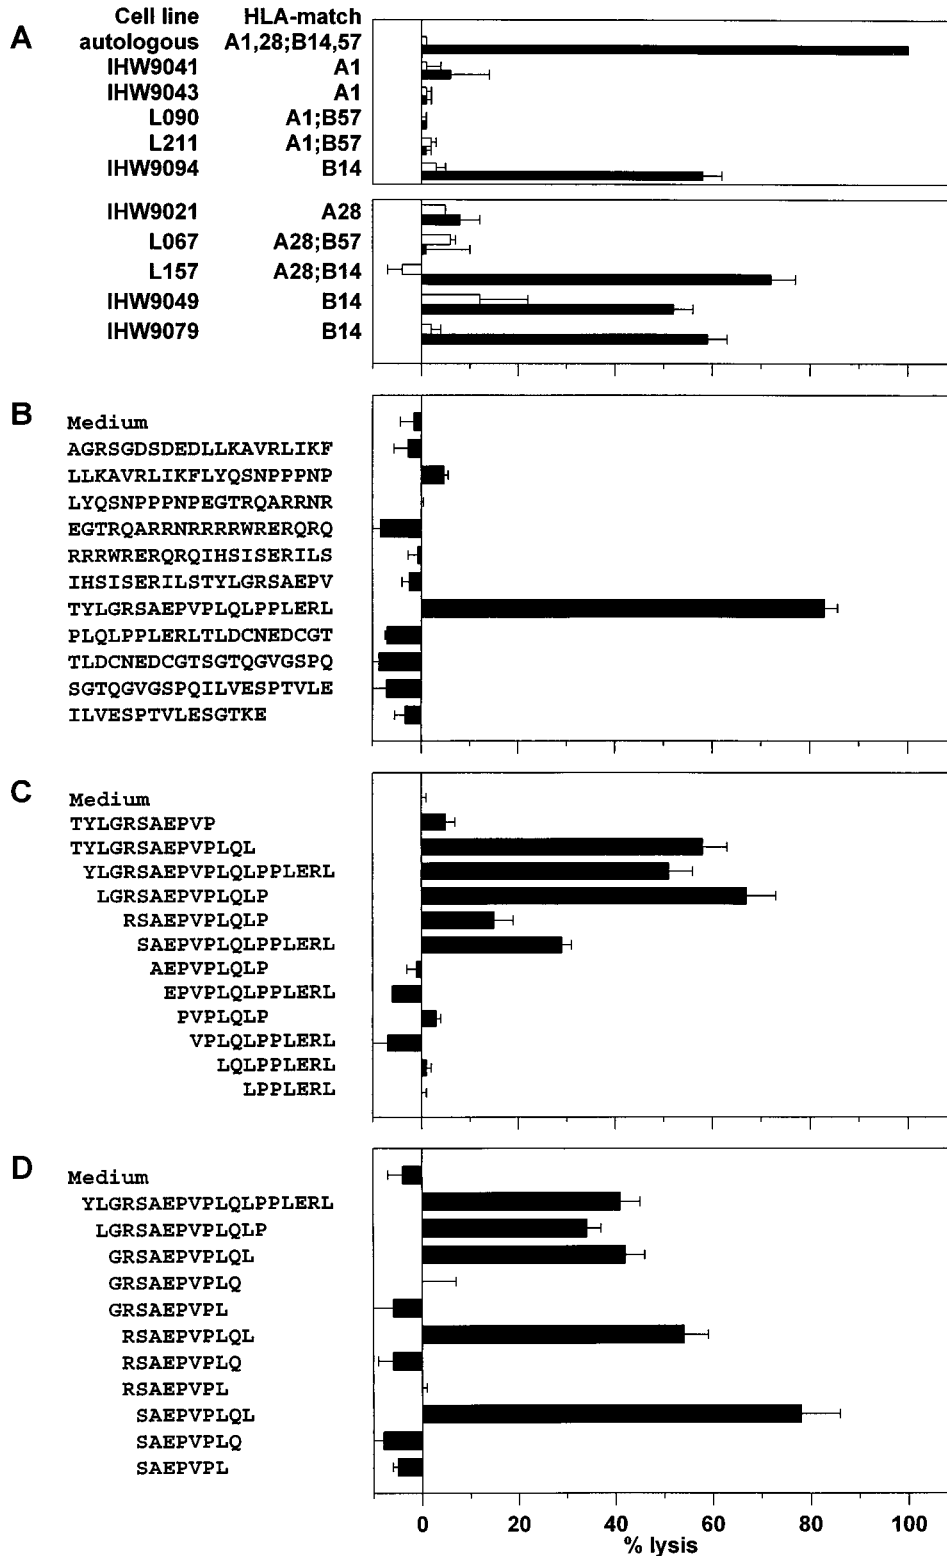 Cell line HLA-match
A autologous A1,28;B14,57
IHW9041 A1
IHW9043 A1
L090 A1;B57
L211 A1;B57
IHW9094 B14
IHW9021 A28
L067 A28;B57
L157 A28;B14
IHW9049 B14
IHW9079 B14
B Medium
AGRSGDSDEDLLKAVRLIKF
LLKAVRLIKFLYQSNPPPNP
LYQSNPPPNPEGTRQARRNR
EGTRQARRNRRRRWRERQRQ
RRRWRERQRQIHSISERILS
IHSISERILSTYLGRSAEPV
TYLGRSAEPVPLQLPPLERL
PLQLPPLERLTLDCNEDCGT
TLDCNEDCGTSGTQGVGSPQ
SGTQGVGSPQILVESPTVLE
ILVESPTVLESGTKE
C Medium
TYLGRSAEPVP
TYLGRSAEPVPLQL
YLGRSAEPVPLQLPPLERL
LGRSAEPVPLQLP
RSAEPVPLQLP
SAEPVPLQLPPLERL
AEPVPLQLP
EPVPLQLPPLERL
PVPLQLP
VPLQLPPLERL
LQLPPLERL
LPPLERL
D Medium
YLGRSAEPVPLQLPPLERL
LGRSAEPVPLQLP
GRSAEPVPLQL
GRSAEPVPLQ
GRSAEPVPL
RSAEPVPLQL
RSAEPVPLQ
RSAEPVPL
SAEPVPLQL
SAEPVPLQ
SAEPVPL
0 20 40 60 80 100
% lysis